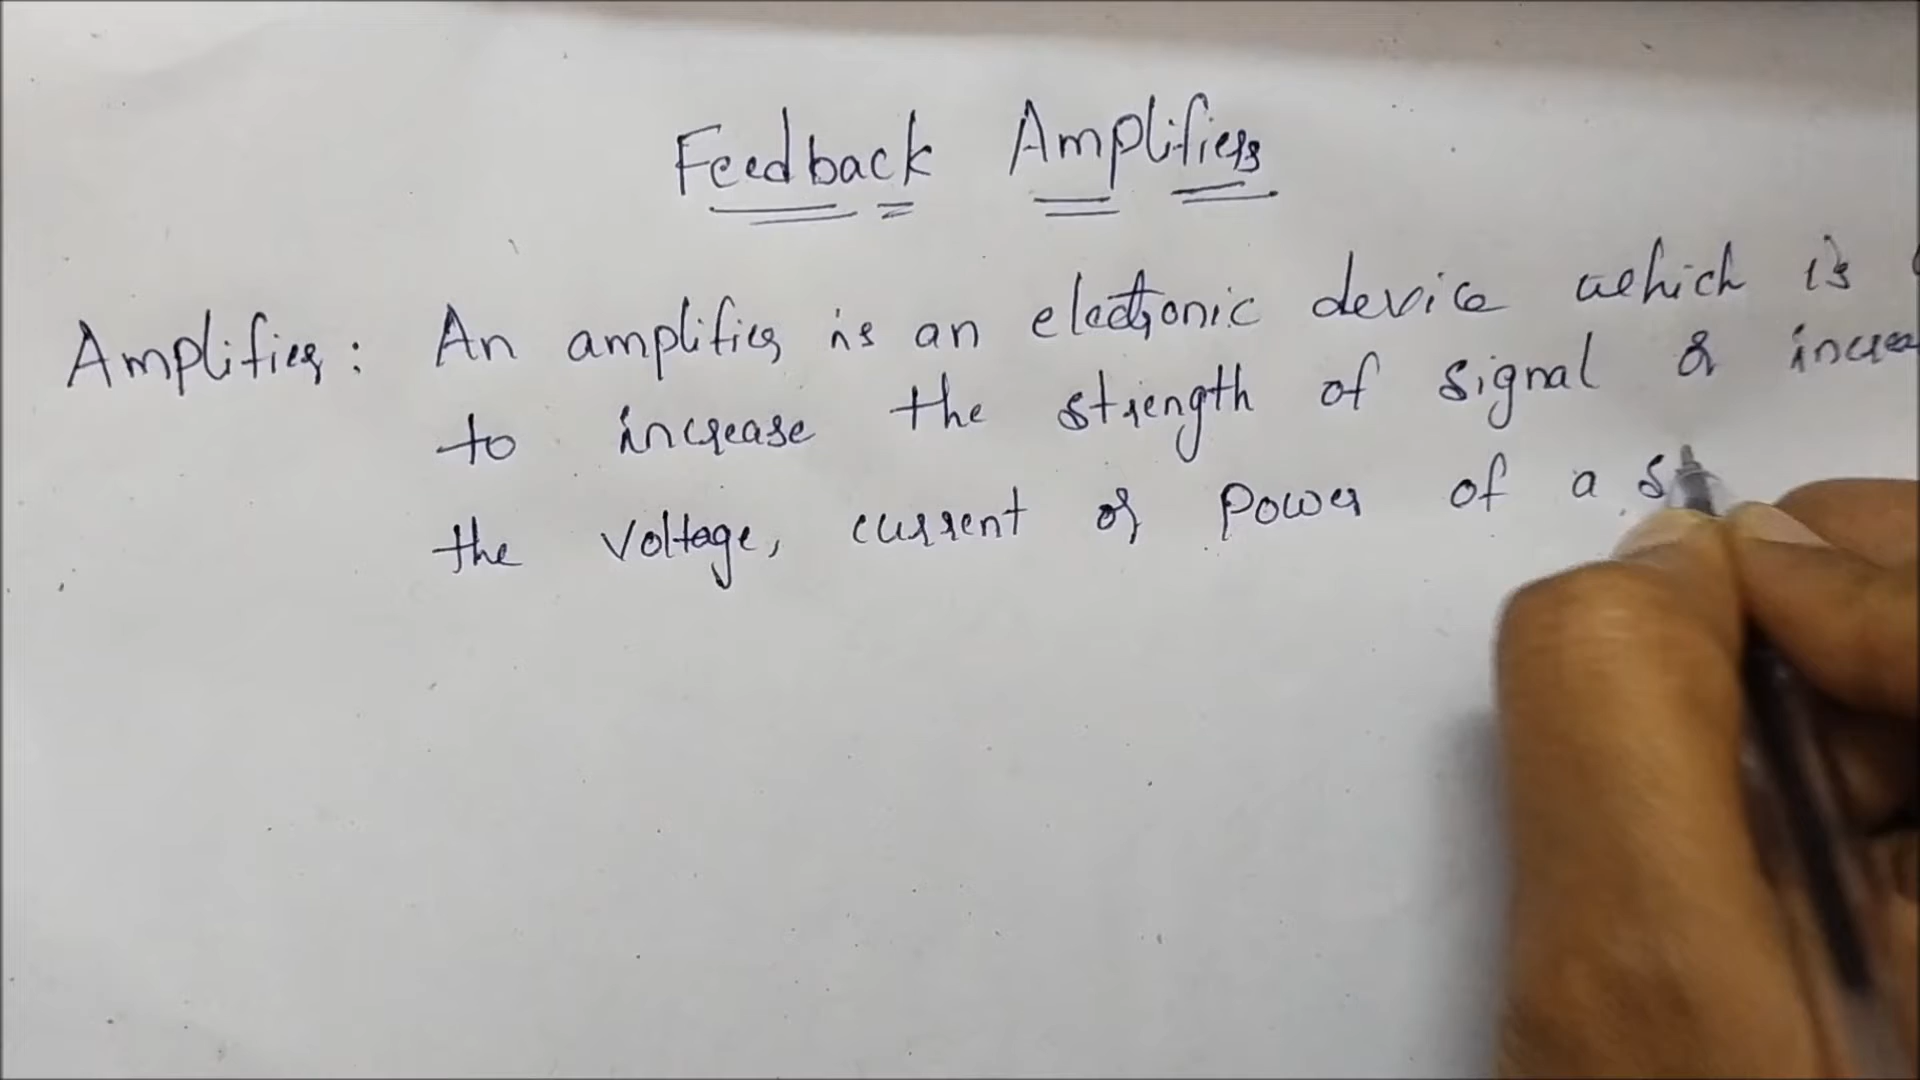 Feedback Amplifiers
Amplifier: An amplifier is an electronic device which is
to increase the strength of signal or increa
the voltage, current or Power of a s